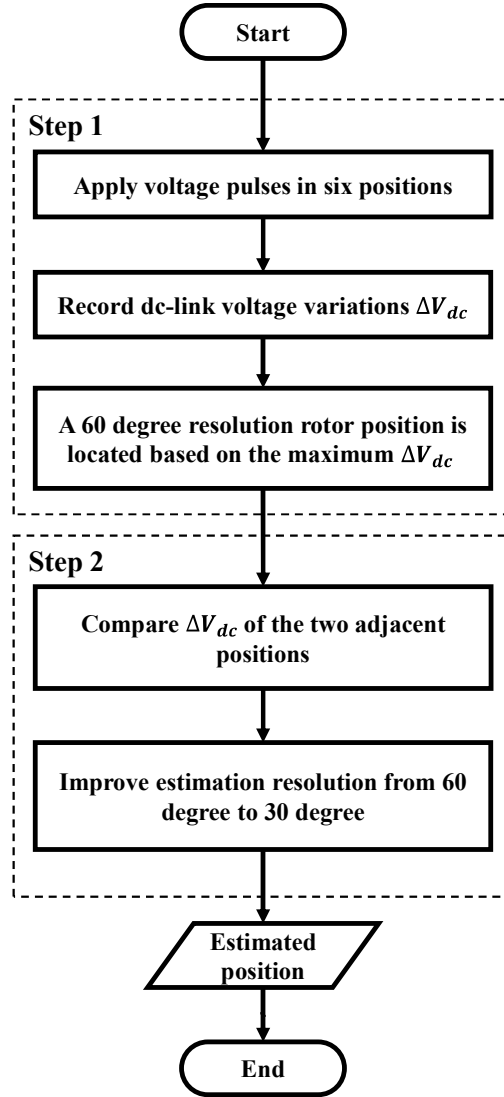 Start
Step 1
Apply voltage pulses in six positions
Record dc-link voltage variations ΔV_dc
A 60 degree resolution rotor position is
located based on the maximum ΔV_dc
Step 2
Compare ΔV_dc of the two adjacent
positions
Improve estimation resolution from 60
degree to 30 degree
Estimated
position
End